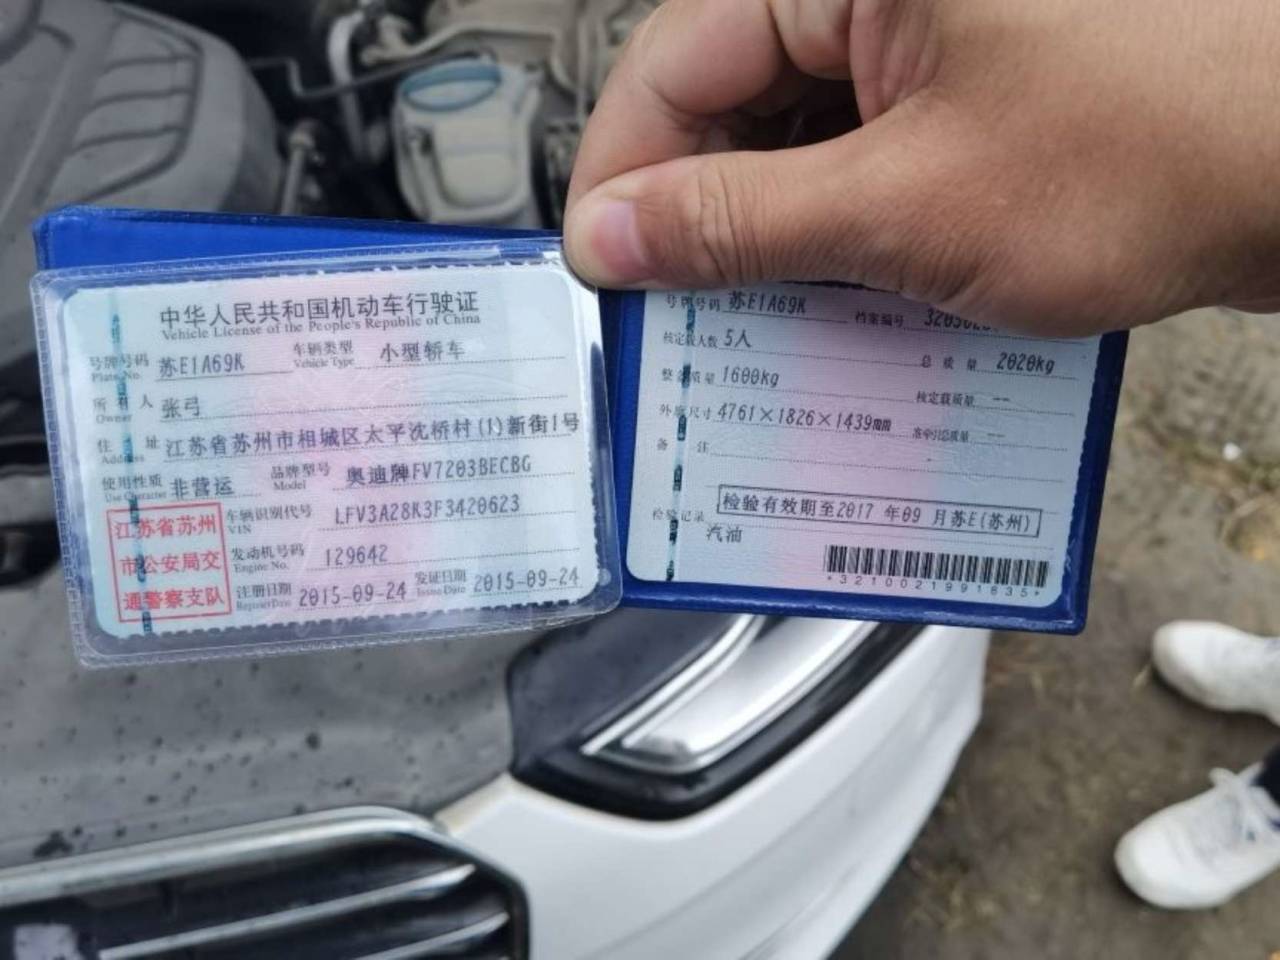 中华人民共和国机动车行驶证
Vehicle License of the People's Republic of China
号牌号码 苏E1A69K 车辆类型 小型轿车
Plate No. Vehicle Type
所有人 张弓
Owner
住址 江苏省苏州市相城区太平沈桥村(1)新街1号
Address
使用性质 非营运 品牌型号 奥迪牌FV7203BECBG
Use Character Model
江苏省苏州
市公安局交
通警察支队
车辆识别代号 LFV3A28K3F3420623
VIN
发动机号码 129642
Engine No.
注册日期 2015-09-24 发证日期 2015-09-24
Register Date Issue Date
号牌号码 苏E1A69K 档案编号
核定载人数 5人 总质量 2020kg
整备质量 1600kg 核定载质量 --
外廓尺寸 4761×1826×1439mm 准牵引总质量 --
备注
检验记录 检验有效期至2017年09月苏E(苏州)
汽油
*3210021991835*